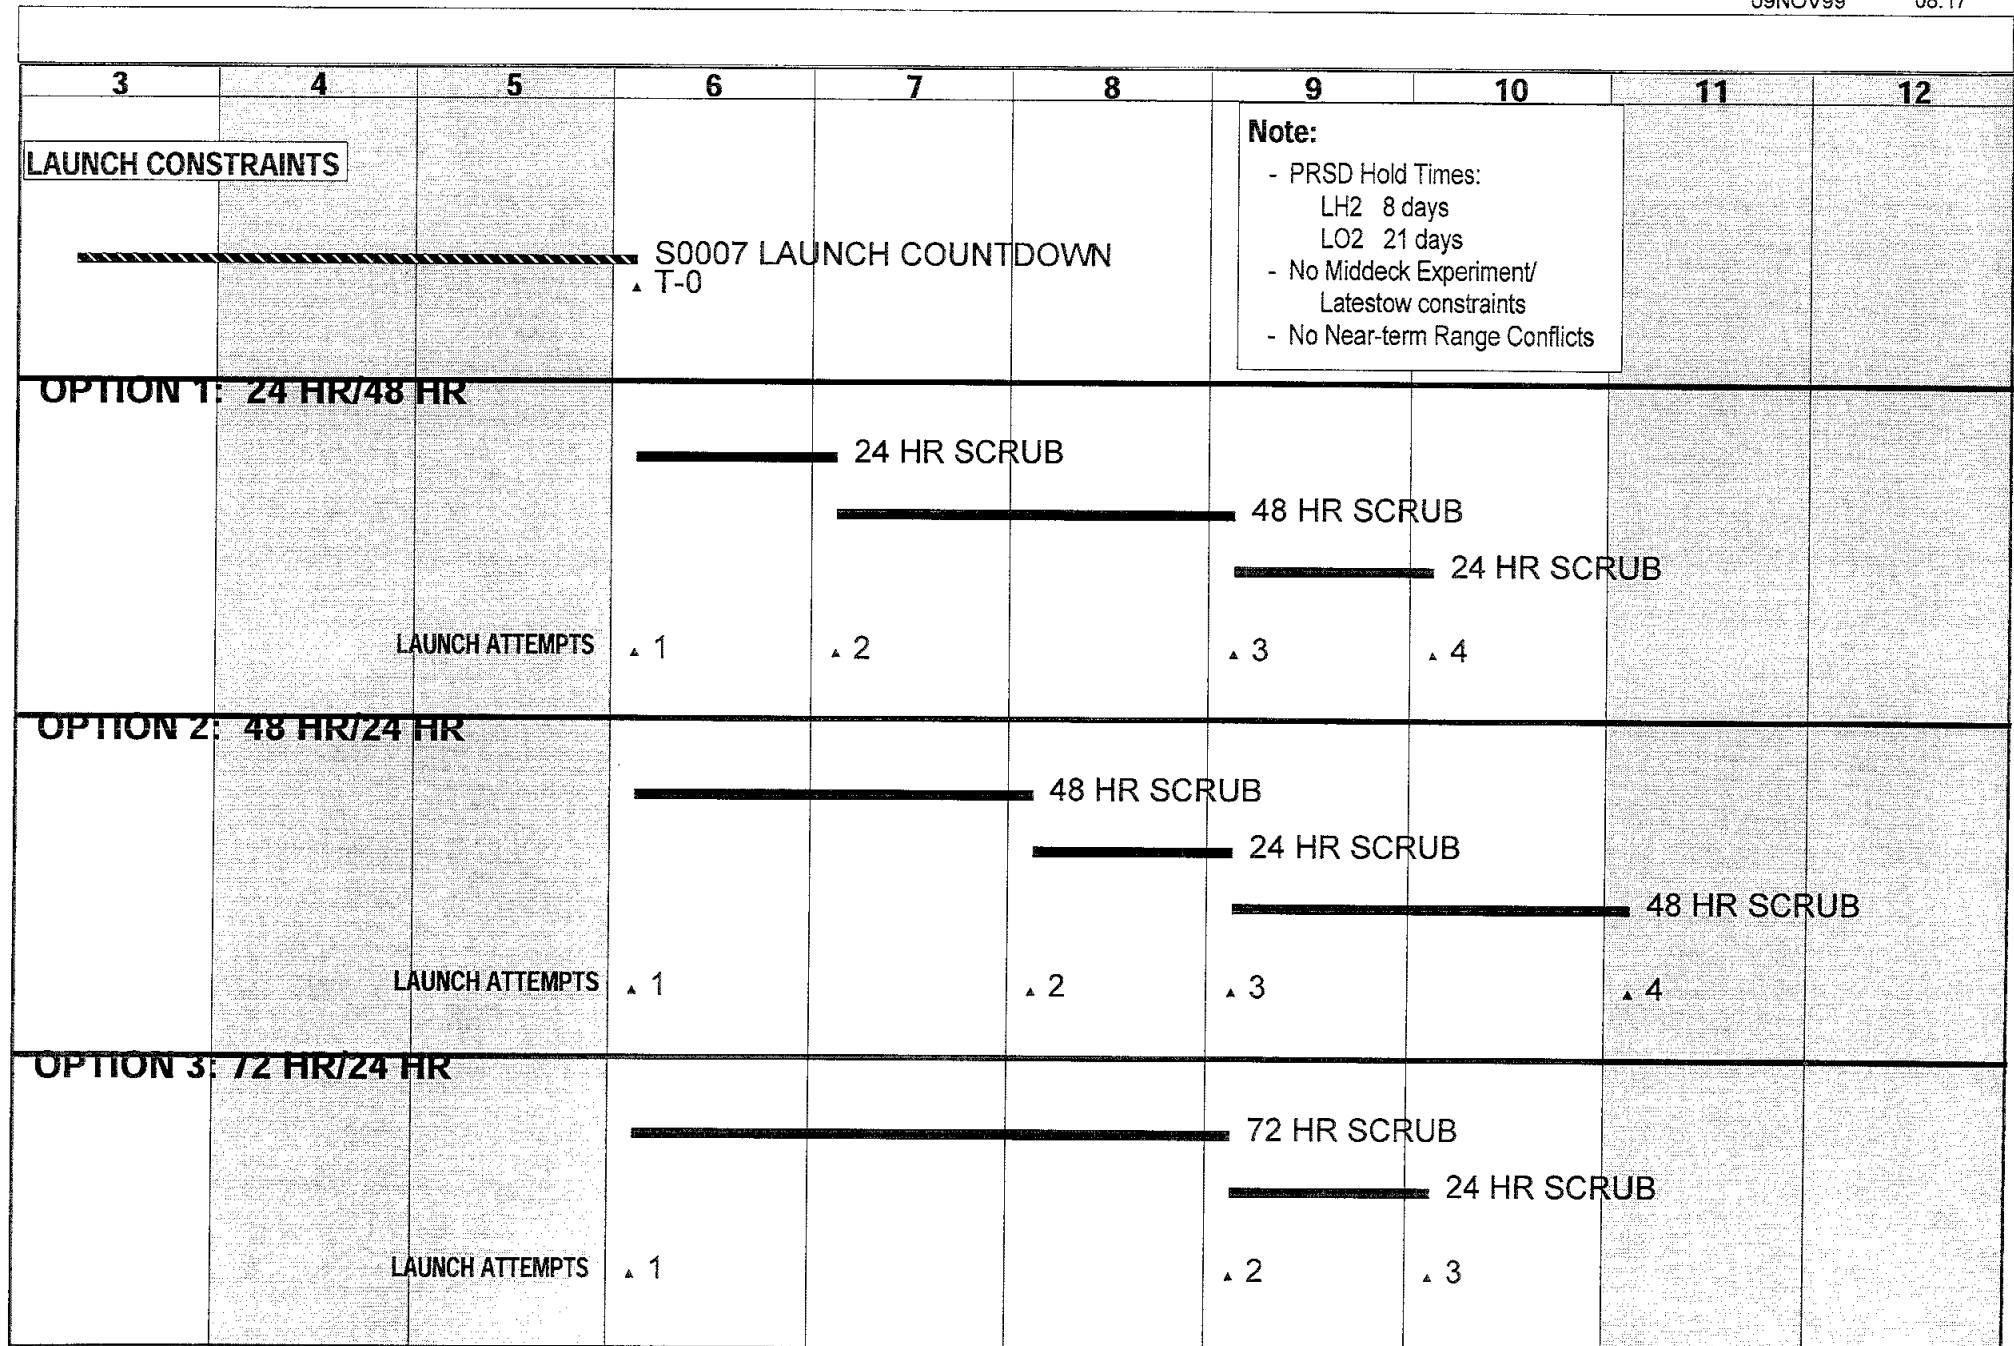 09NOV99 08:17
3 4 5 6 7 8 9 10 11 12
LAUNCH CONSTRAINTS
S0007 LAUNCH COUNTDOWN
T-0
Note:
- PRSD Hold Times:
LH2 8 days
LO2 21 days
- No Middeck Experiment/
Latestow constraints
- No Near-term Range Conflicts
OPTION 1: 24 HR/48 HR
24 HR SCRUB
48 HR SCRUB
24 HR SCRUB
LAUNCH ATTEMPTS 1 2 3 4
OPTION 2: 48 HR/24 HR
48 HR SCRUB
24 HR SCRUB
48 HR SCRUB
LAUNCH ATTEMPTS 1 2 3 4
OPTION 3: 72 HR/24 HR
72 HR SCRUB
24 HR SCRUB
LAUNCH ATTEMPTS 1 2 3